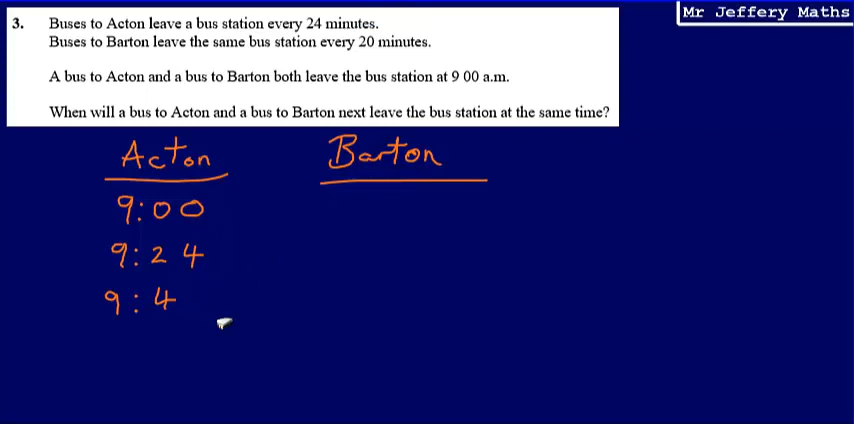 Mr Jeffery Maths
3. Buses to Acton leave a bus station every 24 minutes.
Buses to Barton leave the same bus station every 20 minutes.
A bus to Acton and a bus to Barton both leave the bus station at 9 00 a.m.
When will a bus to Acton and a bus to Barton next leave the bus station at the same time?
Acton Barton
9:00
9:24
9:4